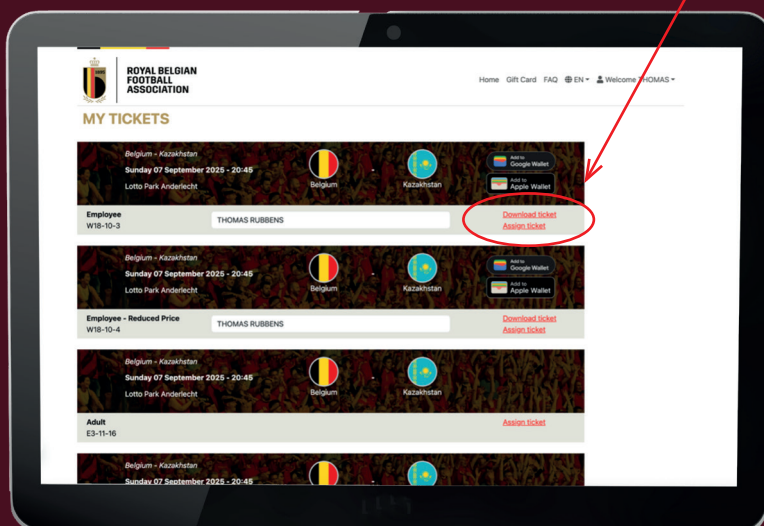 ROYAL BELGIAN
FOOTBALL
ASSOCIATION
Home Gift Card FAQ EN Welcome THOMAS
MY TICKETS
Belgium - Kazakhstan
Sunday 07 September 2025 - 20:45
Lotto Park Anderlecht
Belgium - Kazakhstan
Add to
Google Wallet
Add to
Apple Wallet
Employee
W18-10-3
THOMAS RUBBENS
Download ticket
Assign ticket
Belgium - Kazakhstan
Sunday 07 September 2025 - 20:45
Lotto Park Anderlecht
Belgium - Kazakhstan
Add to
Google Wallet
Add to
Apple Wallet
Employee - Reduced Price
W18-10-4
THOMAS RUBBENS
Download ticket
Assign ticket
Belgium - Kazakhstan
Sunday 07 September 2025 - 20:45
Lotto Park Anderlecht
Belgium - Kazakhstan
Adult
E3-11-16
Assign ticket
Belgium - Kazakhstan
Sunday 07 September 2025 - 20:45